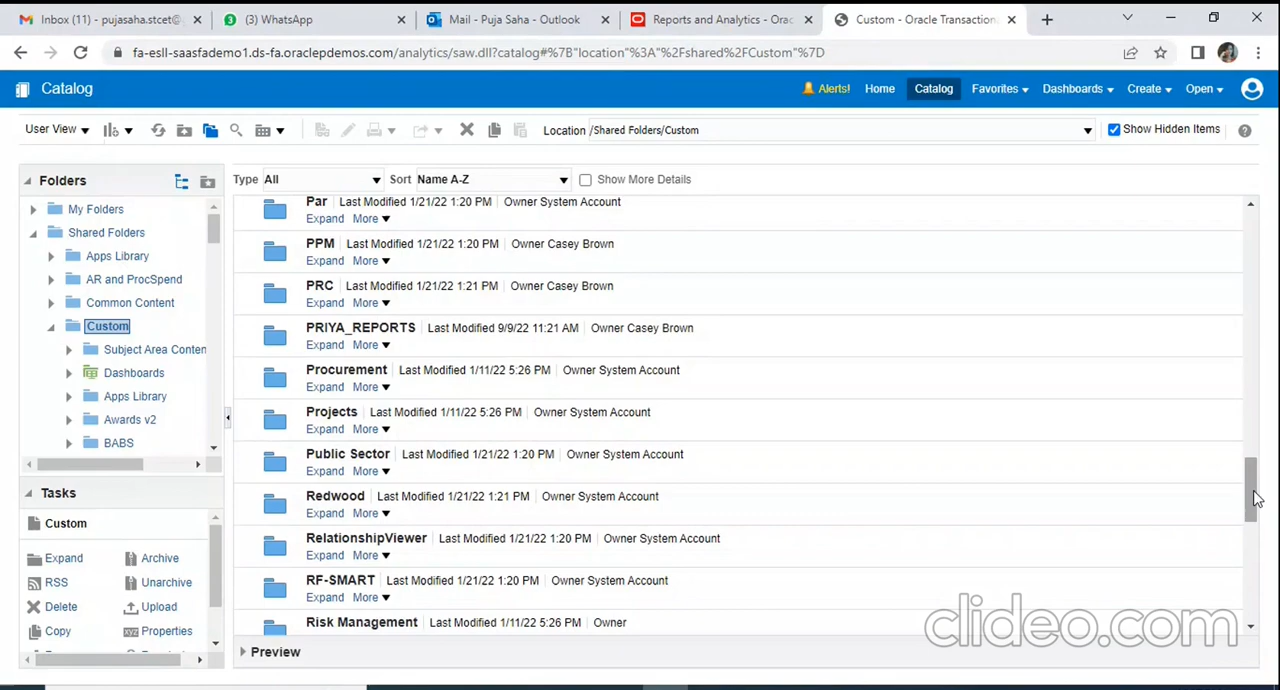 Inbox (11) - pujasaha.stcet@
(3) WhatsApp
Mail - Puja Saha - Outlook
Reports and Analytics - Orac
Custom - Oracle Transaction
fa-esll-saasfademo1.ds-fa.oraclepdemos.com/analytics/saw.dll?catalog#%7B"location"%3A"%2Fshared%2FCustom"%7D
Catalog
Alerts!
Home
Catalog
Favorites
Dashboards
Create
Open
User View
Location /Shared Folders/Custom
Show Hidden Items
Folders
My Folders
Shared Folders
Apps Library
AR and ProcSpend
Common Content
Custom
Subject Area Conten
Dashboards
Apps Library
Awards v2
BABS
Tasks
Custom
Expand
Archive
RSS
Unarchive
Delete
Upload
Copy
xyz Properties
Type All
Sort Name A-Z
Show More Details
Par Last Modified 1/21/22 1:20 PM Owner System Account
Expand More
PPM Last Modified 1/21/22 1:20 PM Owner Casey Brown
Expand More
PRC Last Modified 1/21/22 1:21 PM Owner Casey Brown
Expand More
PRIYA_REPORTS Last Modified 9/9/22 11:21 AM Owner Casey Brown
Expand More
Procurement Last Modified 1/11/22 5:26 PM Owner System Account
Expand More
Projects Last Modified 1/11/22 5:26 PM Owner System Account
Expand More
Public Sector Last Modified 1/21/22 1:20 PM Owner System Account
Expand More
Redwood Last Modified 1/21/22 1:21 PM Owner System Account
Expand More
RelationshipViewer Last Modified 1/21/22 1:20 PM Owner System Account
Expand More
RF-SMART Last Modified 1/21/22 1:20 PM Owner System Account
Expand More
Risk Management Last Modified 1/11/22 5:26 PM Owner
Preview
clideo.com